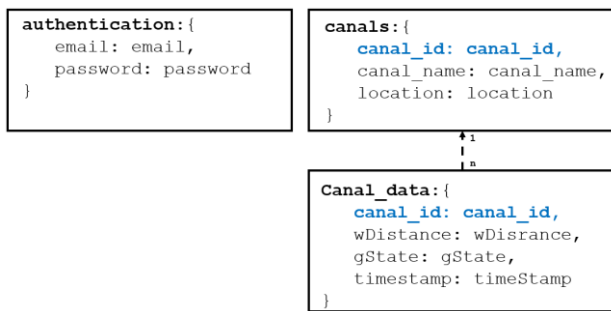 authentication:{
email: email,
password: password
}
canals:{
canal_id: canal_id,
canal_name: canal_name,
location: location
}
1
n
Canal_data:{
canal_id: canal_id,
wDistance: wDisrance,
gState: gState,
timestamp: timeStamp
}